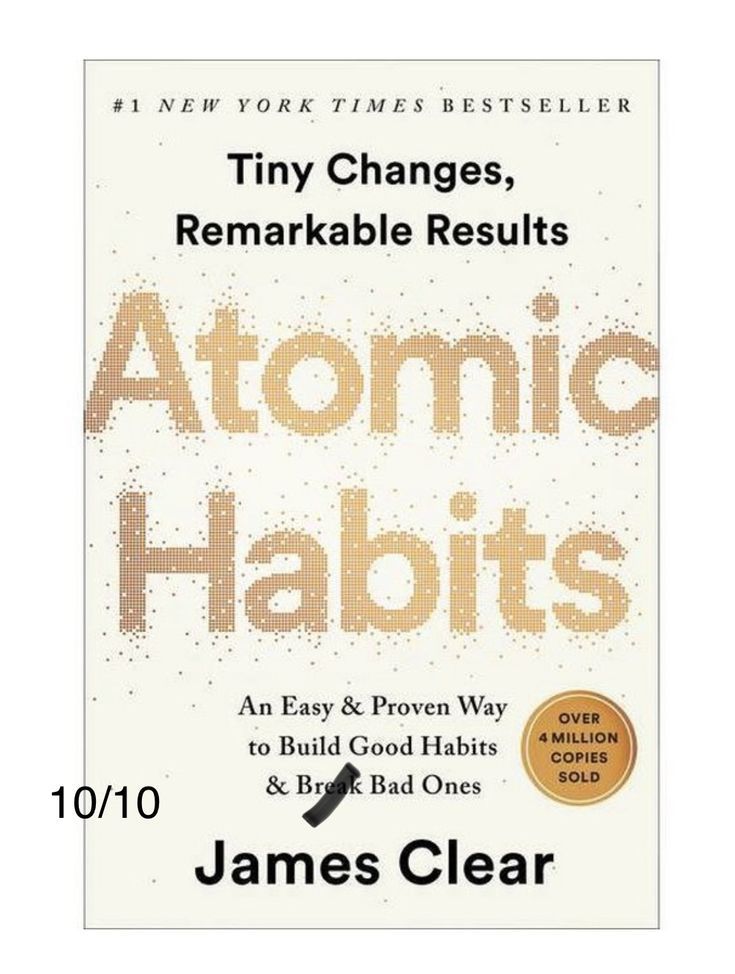 #1 NEW YORK TIMES BESTSELLER
Tiny Changes,
Remarkable Results
Atomic
Habits
An Easy & Proven Way
to Build Good Habits
& Break Bad Ones
OVER
4 MILLION
COPIES
SOLD
10/10
James Clear